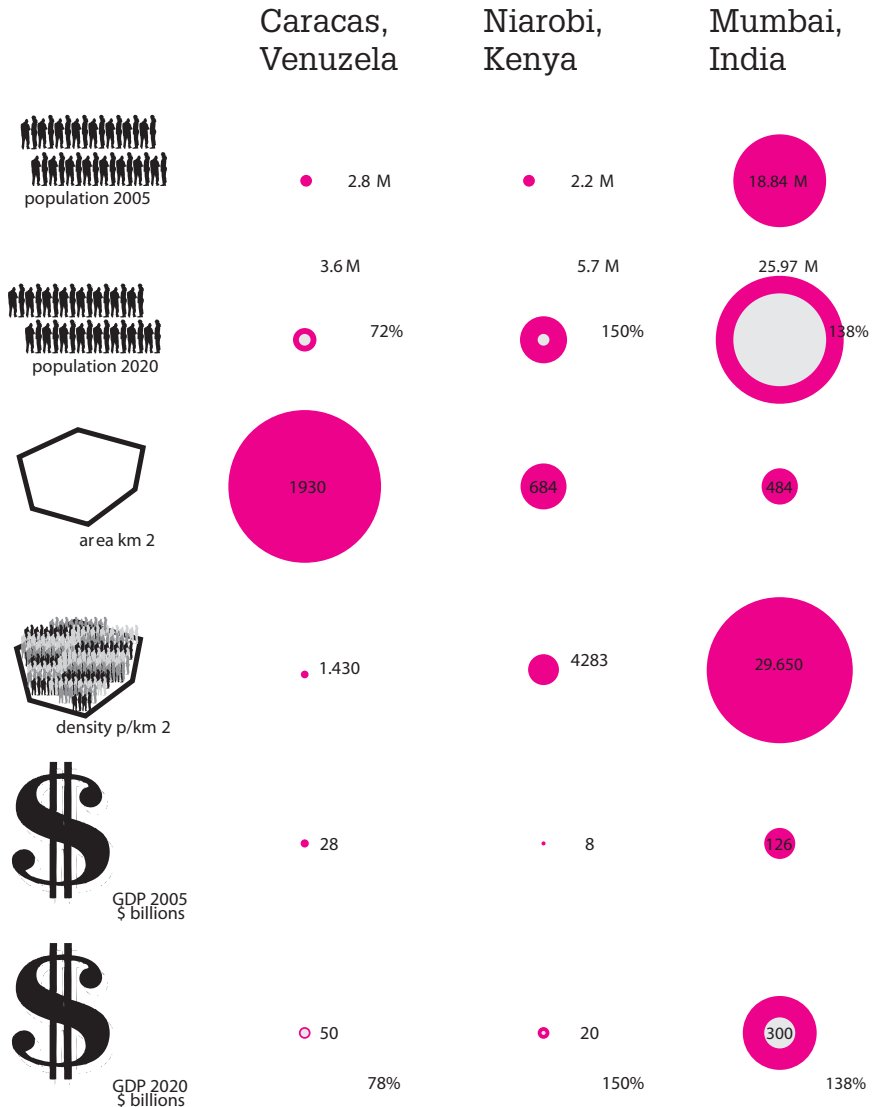 Caracas,
Venuzela
Niarobi,
Kenya
Mumbai,
India
population 2005
2.8 M
2.2 M
18.84 M
population 2020
3.6 M
72%
5.7 M
150%
25.97 M
138%
area km 2
1930
684
484
density p/km 2
1.430
4283
29.650
$
GDP 2005
$ billions
28
8
126
$
GDP 2020
$ billions
50
78%
20
150%
300
138%